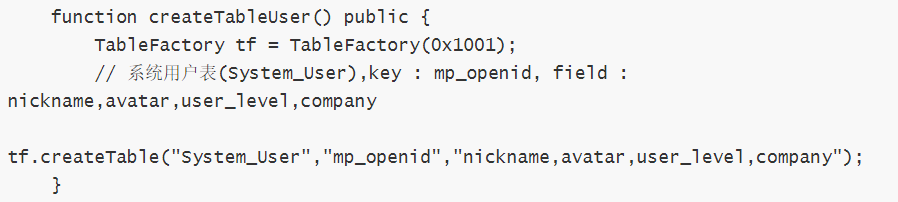 function createTableUser() public {
TableFactory tf = TableFactory(0x1001);
// 系统用户表(System_User),key : mp_openid, field :
nickname,avatar,user_level,company
tf.createTable("System_User","mp_openid","nickname,avatar,user_level,company");
}